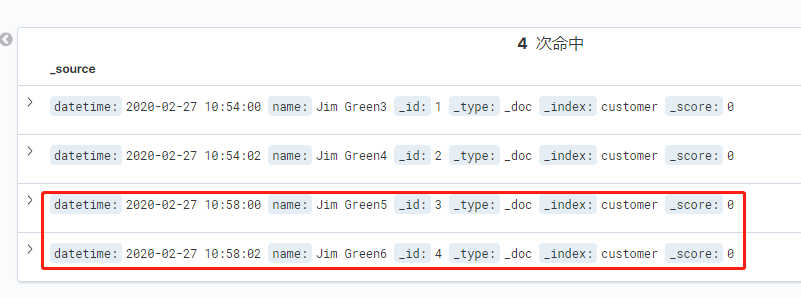 4 次命中
_source
datetime: 2020-02-27 10:54:00 name: Jim Green3 _id: 1 _type: _doc _index: customer _score: 0
datetime: 2020-02-27 10:54:02 name: Jim Green4 _id: 2 _type: _doc _index: customer _score: 0
datetime: 2020-02-27 10:58:00 name: Jim Green5 _id: 3 _type: _doc _index: customer _score: 0
datetime: 2020-02-27 10:58:02 name: Jim Green6 _id: 4 _type: _doc _index: customer _score: 0